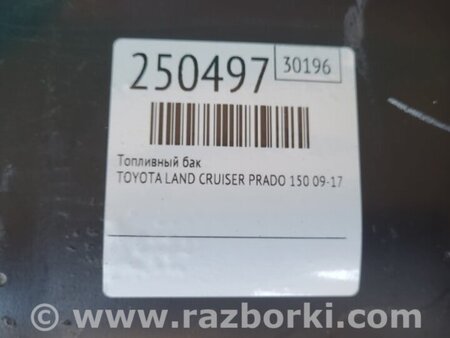 250497 30196
Топливный бак
TOYOTA LAND CRUISER PRADO 150 09-17
www.razborki.com